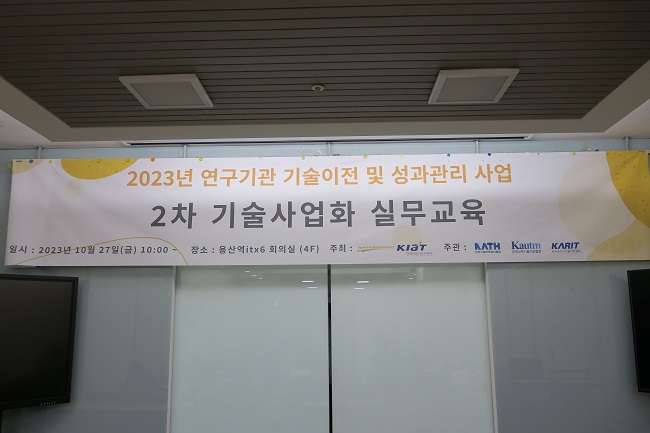 2023년 연구기관 기술이전 및 성과관리 사업
2차 기술사업화 실무교육
일시 : 2023년 10월 27일(금) 10:00 ~ 장소 : 용산역itx6 회의실 (4F) 주최 : KIAT 주관 : KATH Kautm KARIT